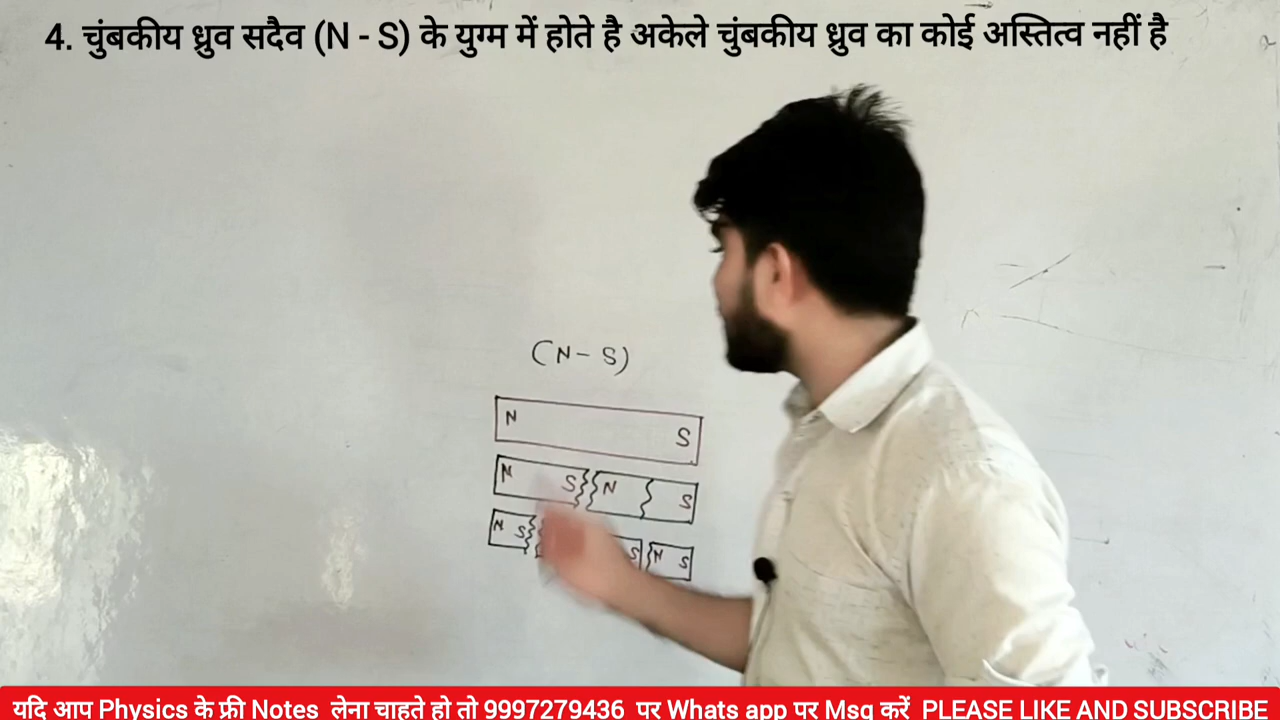 4. चुंबकीय ध्रुव सदैव (N - S) के युग्म में होते है अकेले चुंबकीय ध्रुव का कोई अस्तित्व नहीं है
(N - S)
N S
N S N S
N S S N S
यदि आप Physics के फ्री Notes लेना चाहते हो तो 9997279436 पर Whats app पर Msg करें PLEASE LIKE AND SUBSCRIBE